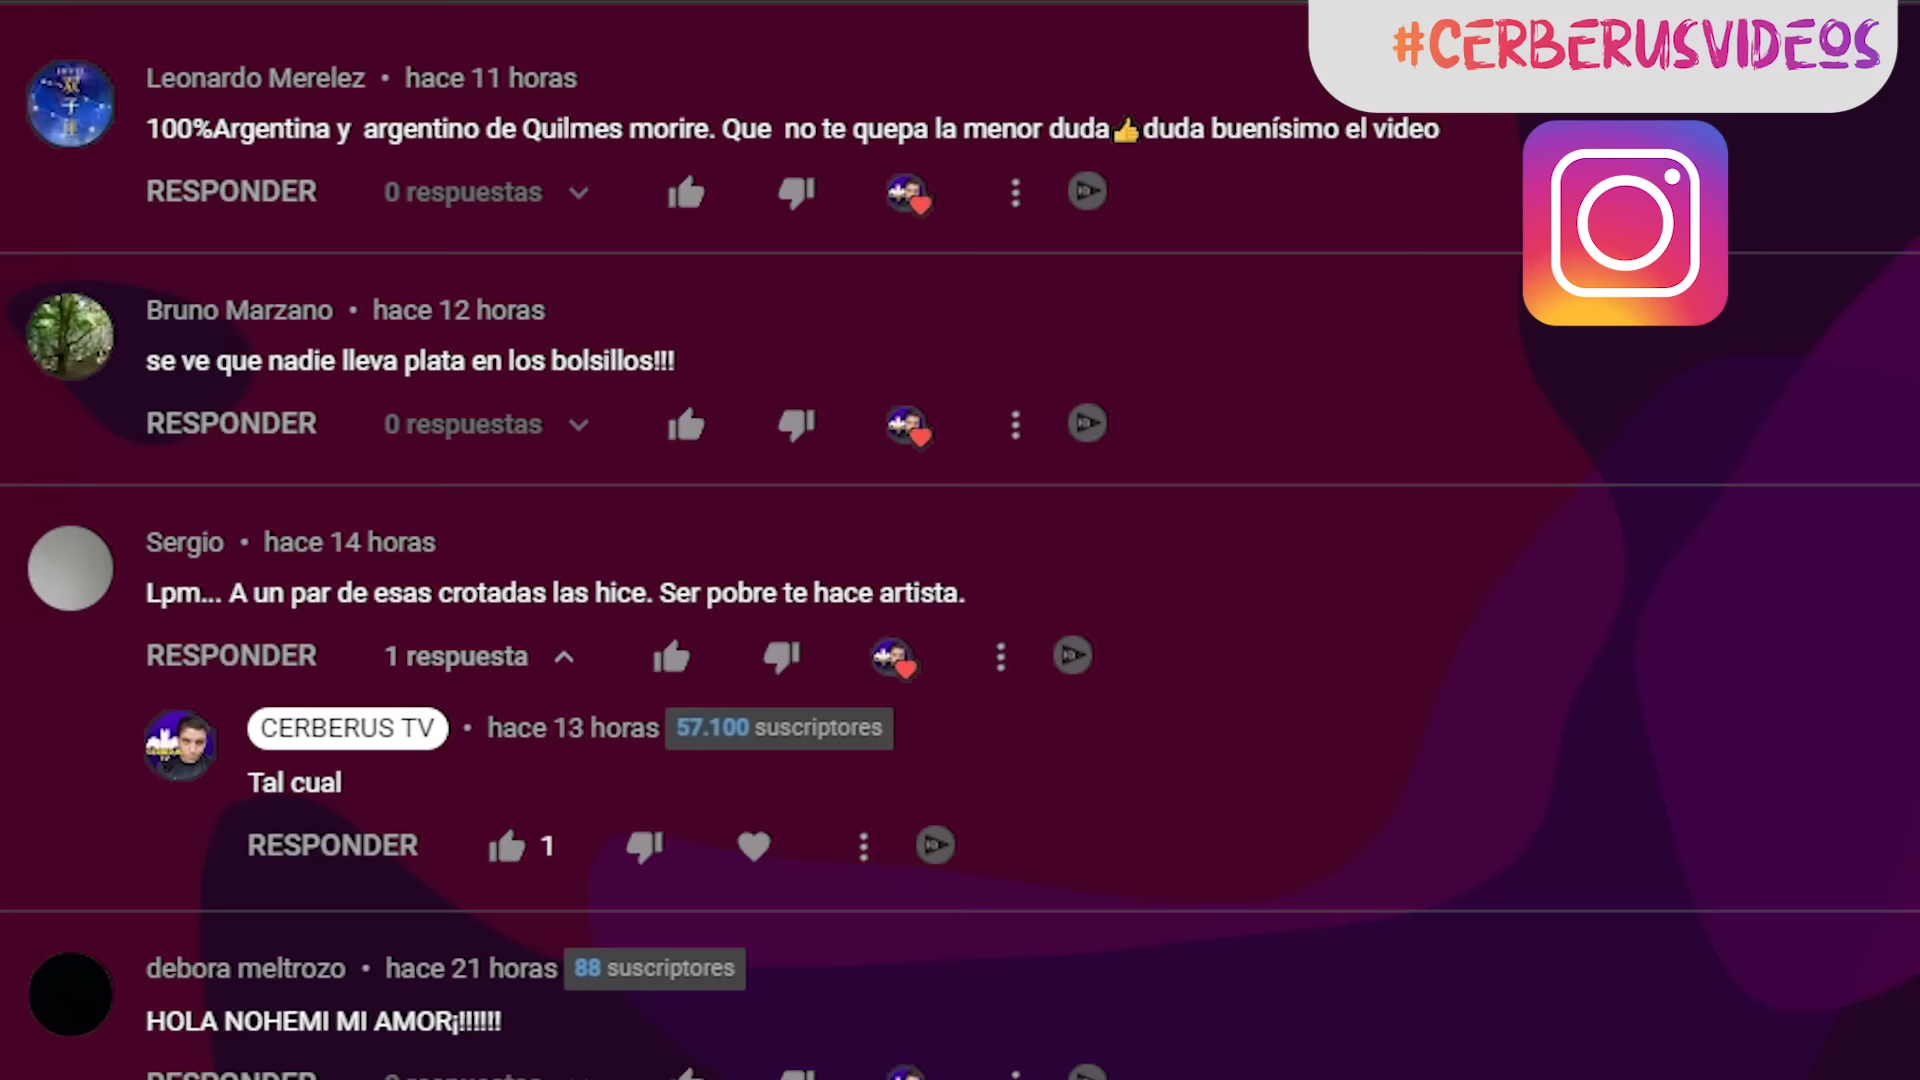 #CERBERUSVIDEOS
Leonardo Merelez • hace 11 horas
100%Argentina y  argentino de Quilmes morire. Que  no te quepa la menor duda👍duda buenísimo el video
RESPONDER 0 respuestas
Bruno Marzano • hace 12 horas
se ve que nadie lleva plata en los bolsillos!!!
RESPONDER 0 respuestas
Sergio • hace 14 horas
Lpm... A un par de esas crotadas las hice. Ser pobre te hace artista.
RESPONDER 1 respuesta
CERBERUS TV • hace 13 horas 57.100 suscriptores
Tal cual
RESPONDER 1
debora meltrozo • hace 21 horas 88 suscriptores
HOLA NOHEMI MI AMOR¡!!!!!!
RESPONDER